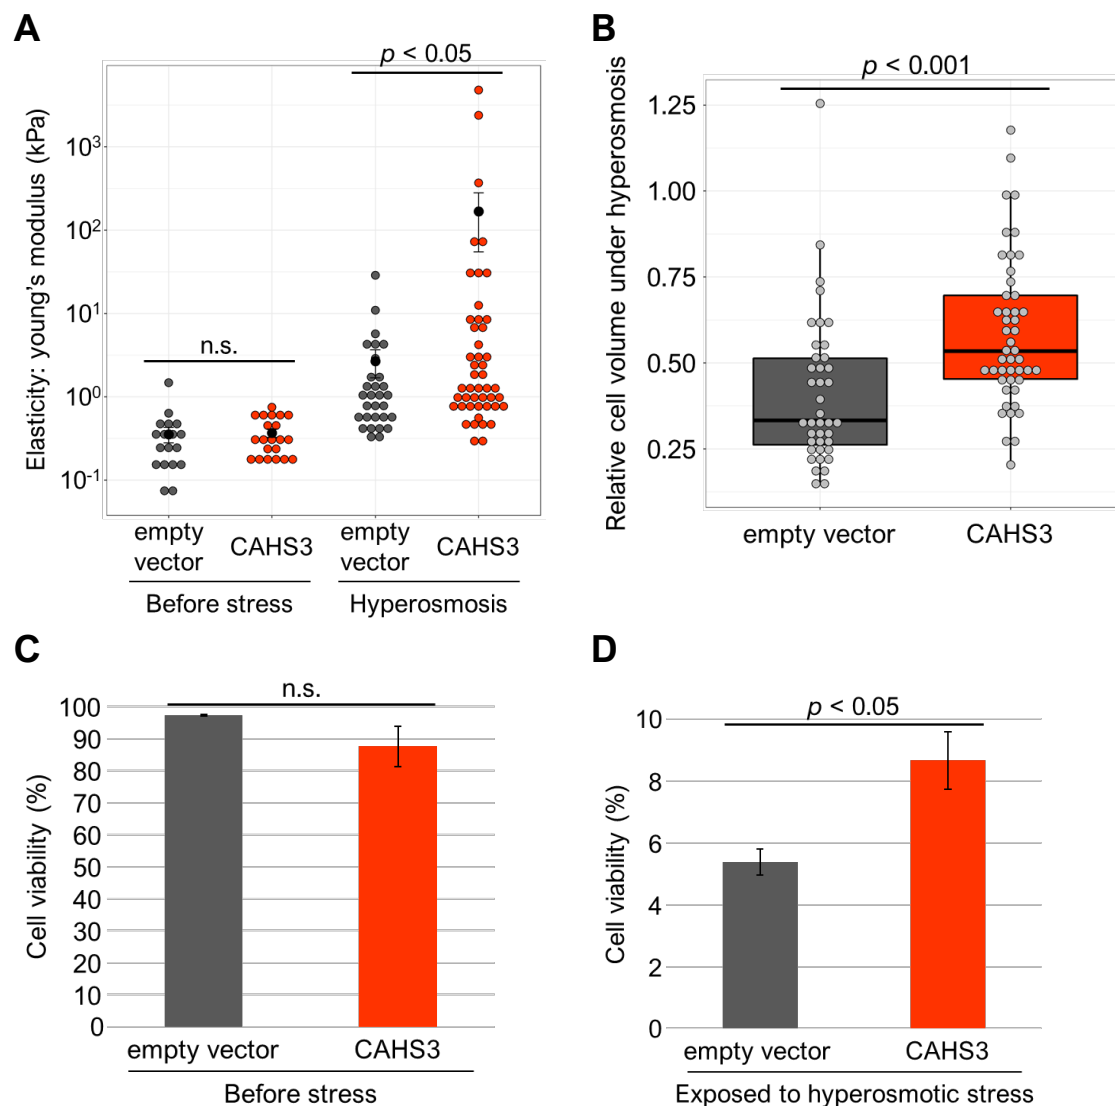 A
p < 0.05
Elasticity: young's modulus (kPa)
10³
10²
10¹
10⁰
10⁻¹
n.s.
empty vector
CAHS3
empty vector
CAHS3
Before stress
Hyperosmosis
B
p < 0.001
Relative cell volume under hyperosmosis
1.25
1.00
0.75
0.50
0.25
empty vector
CAHS3
C
n.s.
Cell viability (%)
100
90
80
70
60
50
40
30
20
10
0
empty vector
CAHS3
Before stress
D
p < 0.05
Cell viability (%)
10
8
6
4
2
0
empty vector
CAHS3
Exposed to hyperosmotic stress